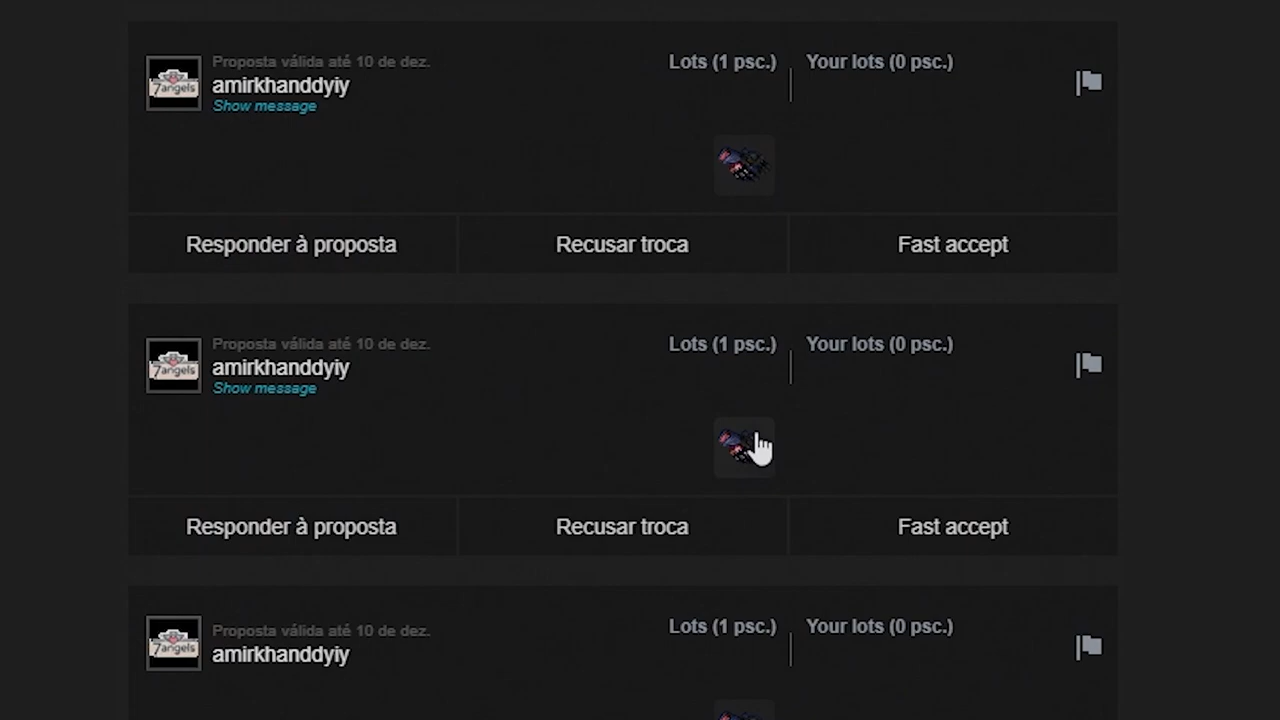 Proposta válida até 10 de dez.
Lots (1 psc.)
Your lots (0 psc.)
7angels
amirkhanddyiy
Show message
Responder à proposta
Recusar troca
Fast accept
Proposta válida até 10 de dez.
Lots (1 psc.)
Your lots (0 psc.)
7angels
amirkhanddyiy
Show message
Responder à proposta
Recusar troca
Fast accept
Proposta válida até 10 de dez.
Lots (1 psc.)
Your lots (0 psc.)
7angels
amirkhanddyiy